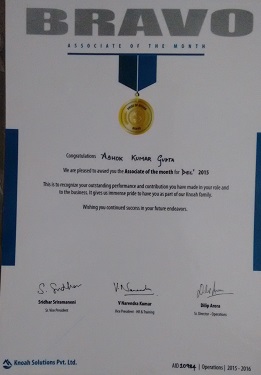 BRAVO
ASSOCIATE OF THE MONTH
Congratulations ASHOK KUMAR GUPTA
We are pleased to award you the Associate of the month for Dec' 2015
This is to recognize your outstanding performance and contribution you have made in your role and
to the business. It gives us immense pride to have you as part of our Knoah family.
Wishing you continued success in your future endeavors.
Sridhar Sriramaneni V Narendra Kumar Dilip Arora
Sr. Vice President Vice President - HR & Training Sr. Director - Operations
Knoah Solutions Pvt. Ltd.
| Operations | 2015 - 2016